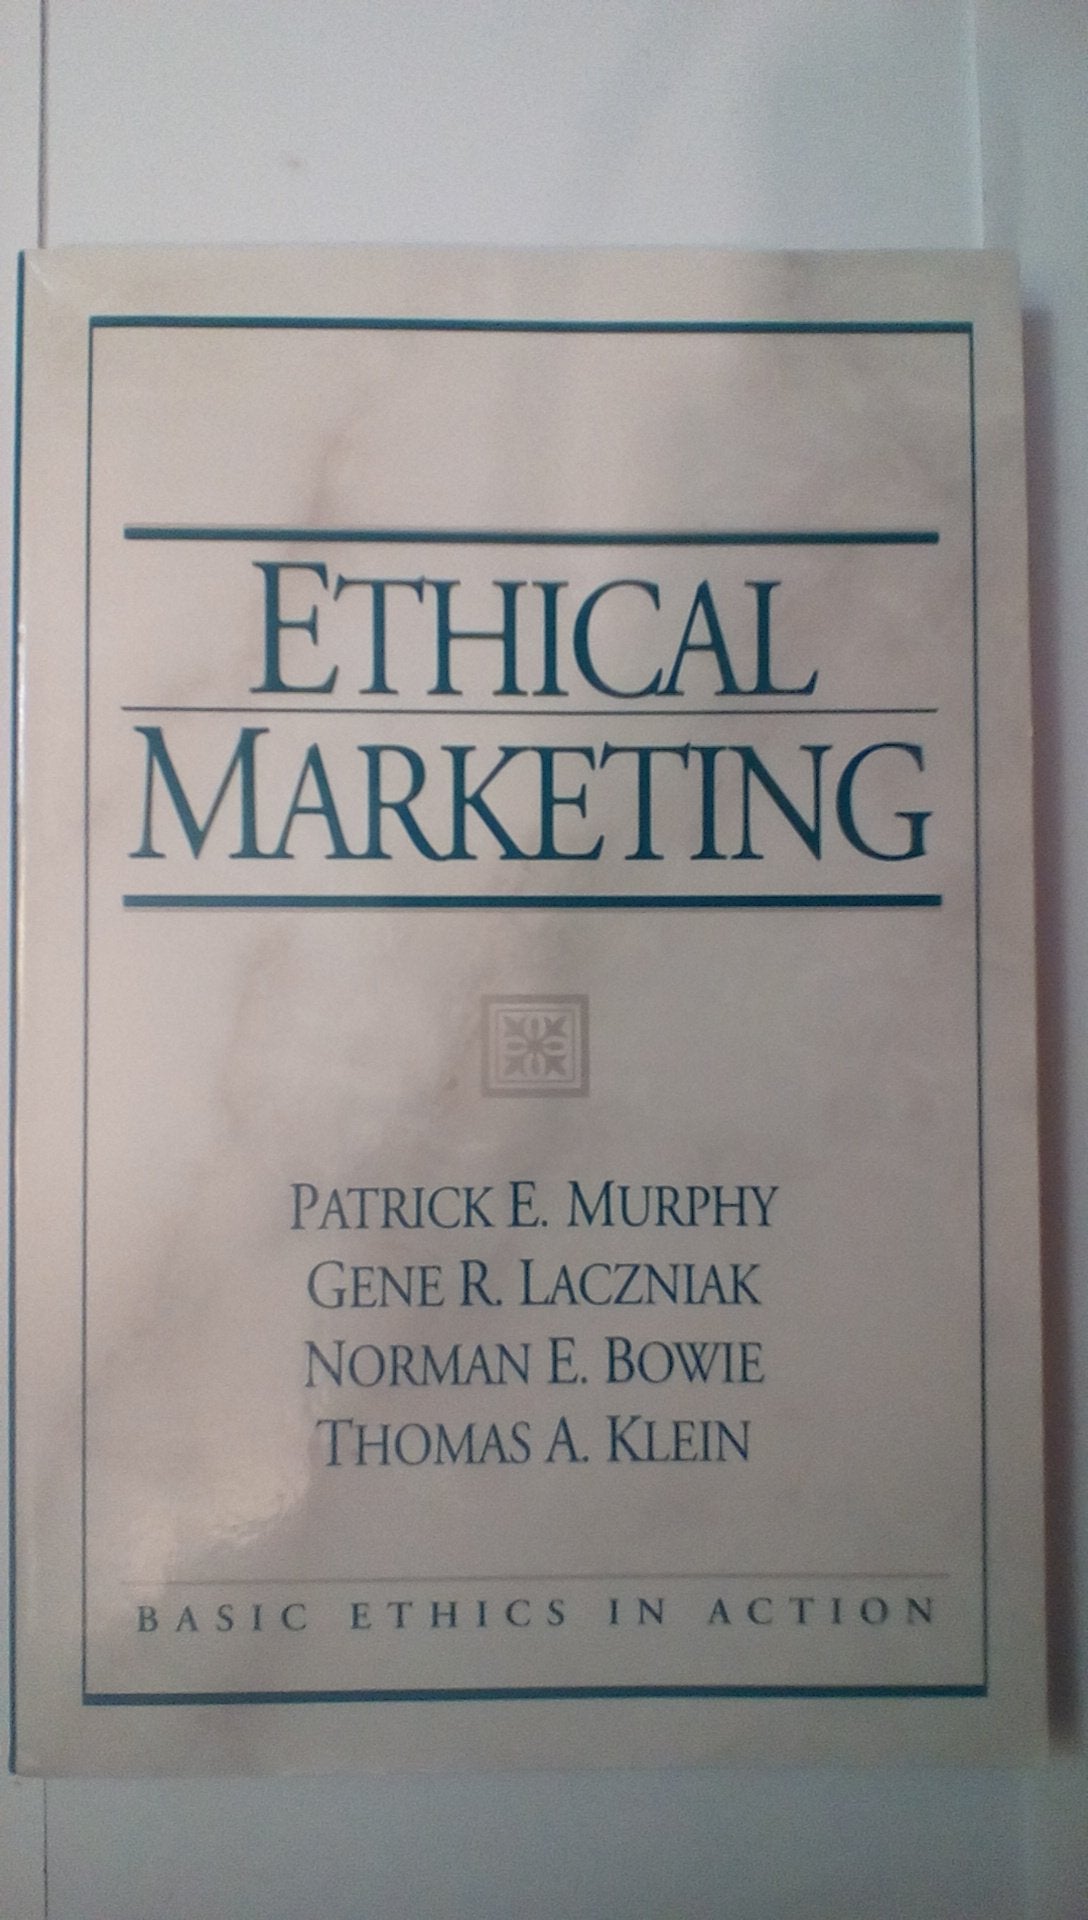 ETHICAL
MARKETING
PATRICK E. MURPHY
GENE R. LACZNIAK
NORMAN E. BOWIE
THOMAS A. KLEIN
BASIC ETHICS IN ACTION